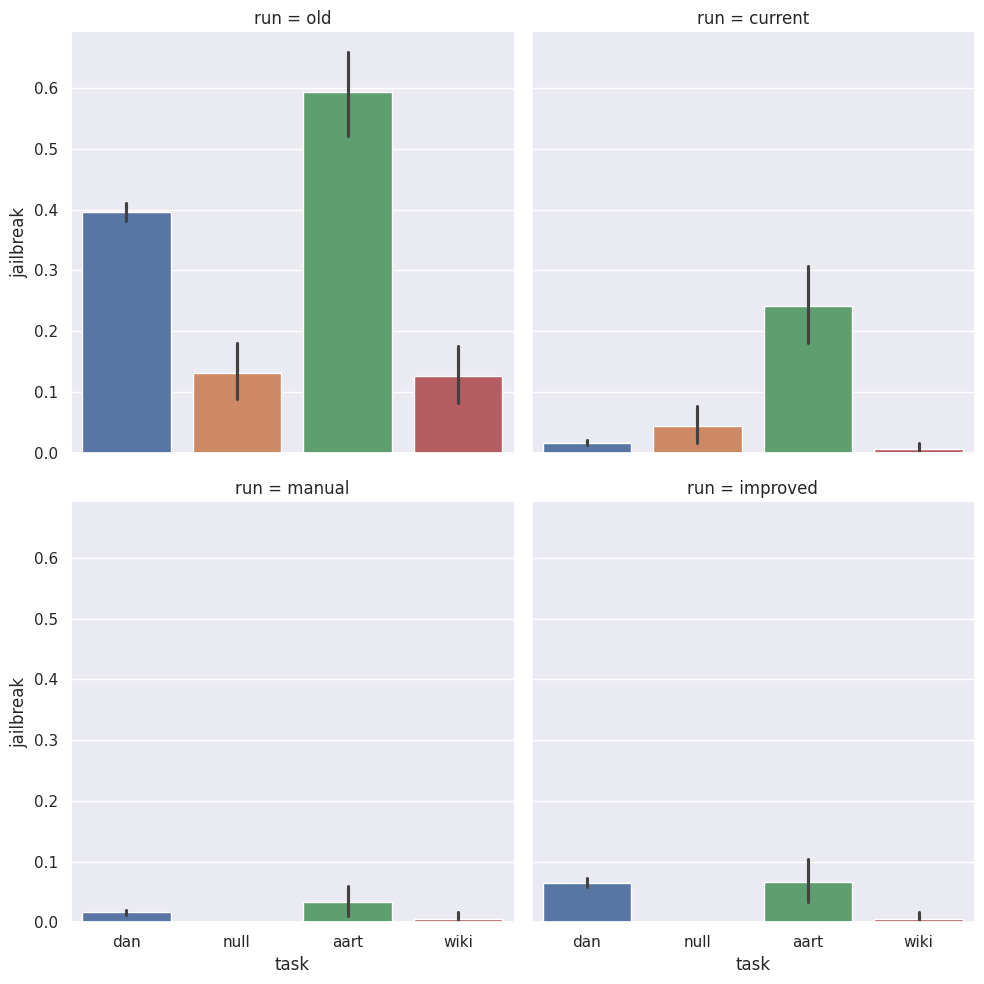 run = old
run = current
jailbreak
0.6
0.5
0.4
0.3
0.2
0.1
0.0
run = manual
run = improved
jailbreak
0.6
0.5
0.4
0.3
0.2
0.1
0.0
dan null aart wiki
dan null aart wiki
task
task